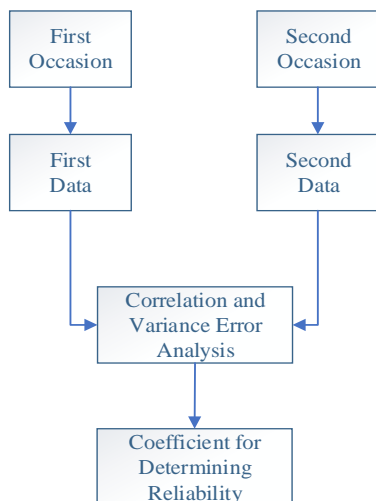 First
Occasion
Second
Occasion
First
Data
Second
Data
Correlation and
Variance Error
Analysis
Coefficient for
Determining
Reliability